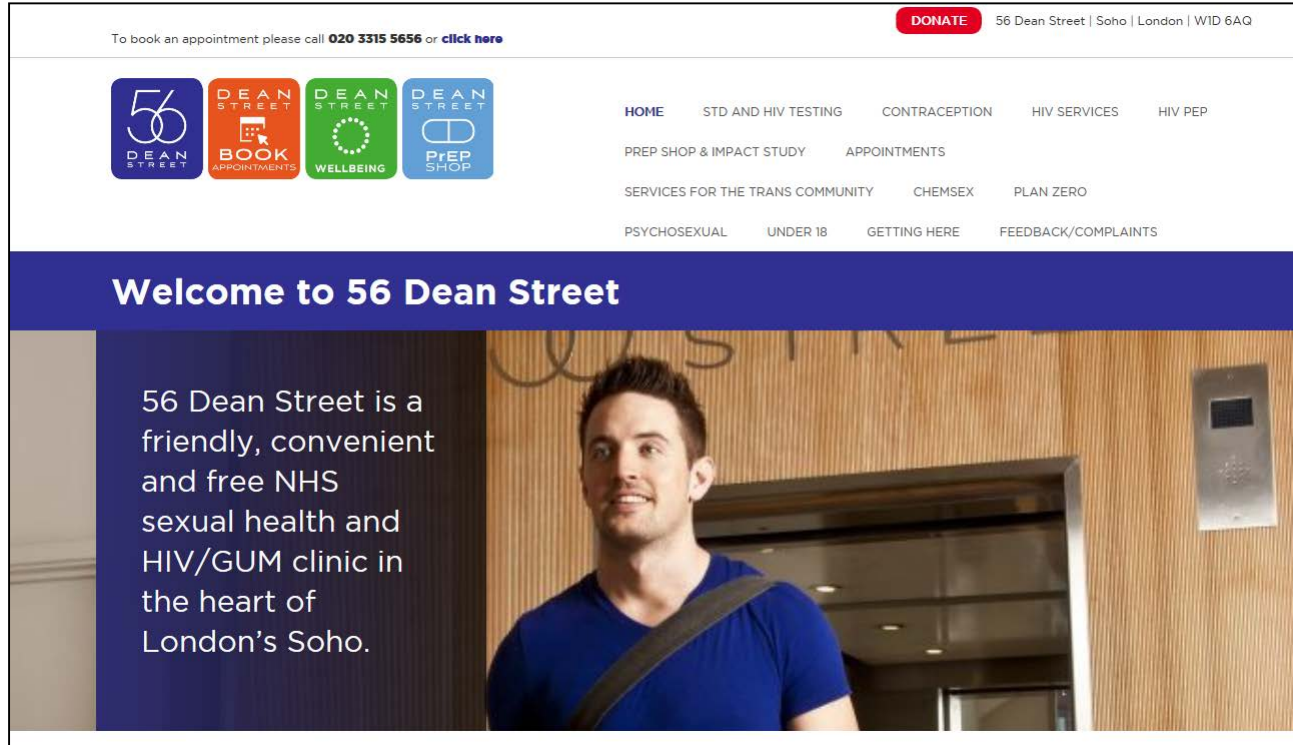 DONATE
56 Dean Street | Soho | London | W1D 6AQ
To book an appointment please call 020 3315 5656 or click here
56
DEAN
STREET
DEAN
STREET
BOOK
APPOINTMENTS
DEAN
STREET
WELLBEING
DEAN
STREET
PrEP
SHOP
HOME STD AND HIV TESTING CONTRACEPTION HIV SERVICES HIV PEP
PREP SHOP & IMPACT STUDY APPOINTMENTS
SERVICES FOR THE TRANS COMMUNITY CHEMSEX PLAN ZERO
PSYCHOSEXUAL UNDER 18 GETTING HERE FEEDBACK/COMPLAINTS
Welcome to 56 Dean Street
56 Dean Street is a
friendly, convenient
and free NHS
sexual health and
HIV/GUM clinic in
the heart of
London's Soho.